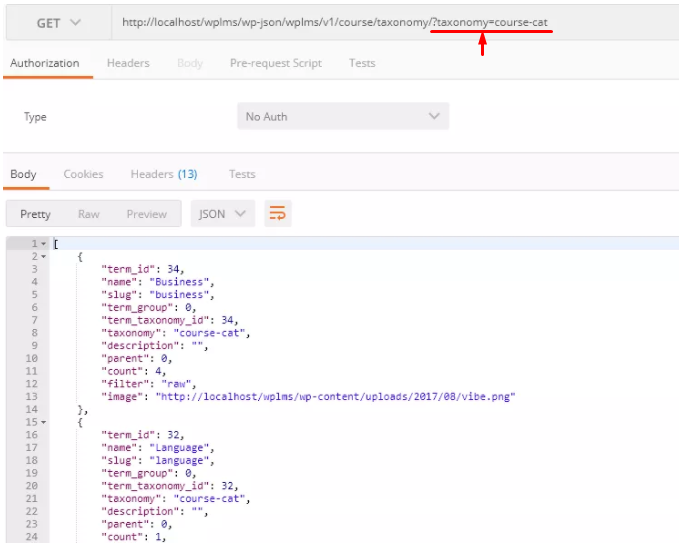 GET http://localhost/wplms/wp-json/wplms/v1/course/taxonomy/?taxonomy=course-cat
Authorization Headers Body Pre-request Script Tests
Type No Auth
Body Cookies Headers (13) Tests
Pretty Raw Preview JSON
1 [
2 {
3 "term_id": 34,
4 "name": "Business",
5 "slug": "business",
6 "term_group": 0,
7 "term_taxonomy_id": 34,
8 "taxonomy": "course-cat",
9 "description": "",
10 "parent": 0,
11 "count": 4,
12 "filter": "raw",
13 "image": "http://localhost/wplms/wp-content/uploads/2017/08/vibe.png"
14 },
15 {
16 "term_id": 32,
17 "name": "Language",
18 "slug": "language",
19 "term_group": 0,
20 "term_taxonomy_id": 32,
21 "taxonomy": "course-cat",
22 "description": "",
23 "parent": 0,
24 "count": 1,